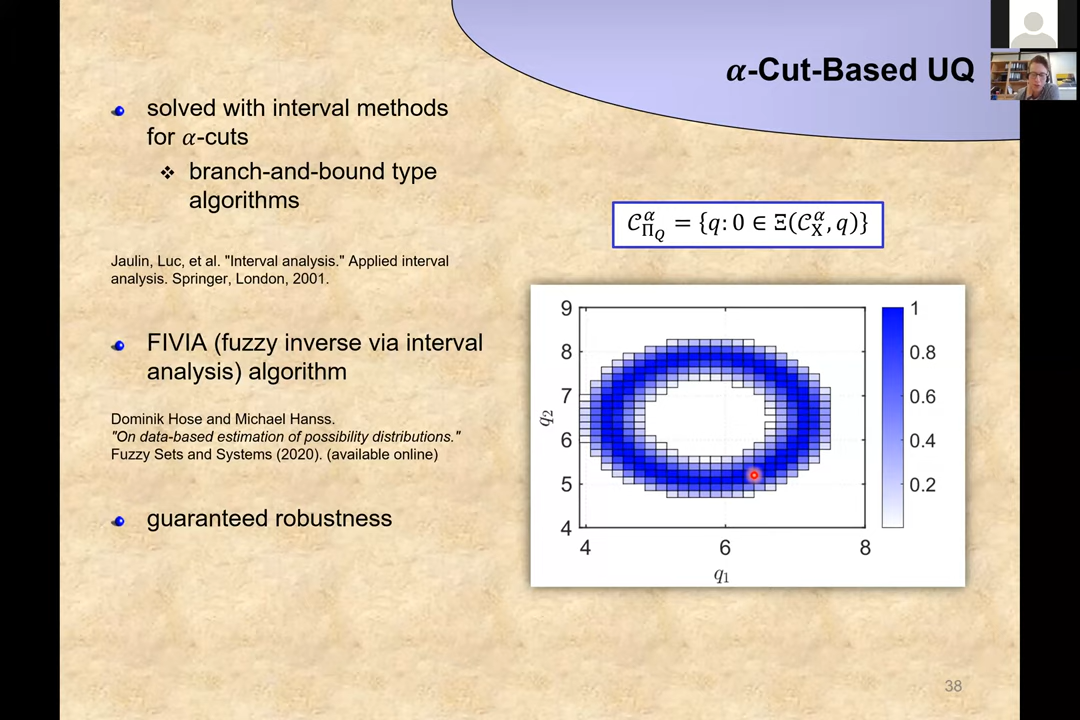 α-Cut-Based UQ
solved with interval methods
for α-cuts
branch-and-bound type
algorithms
Jaulin, Luc, et al. "Interval analysis." Applied interval
analysis. Springer, London, 2001.
FIVIA (fuzzy inverse via interval
analysis) algorithm
Dominik Hose and Michael Hanss.
"On data-based estimation of possibility distributions."
Fuzzy Sets and Systems (2020). (available online)
guaranteed robustness
𝒞^α_{Π_Q} = {q: 0 ∈ Ξ(𝒞^α_X, q)}
9
8
7
6
5
4
q₂
4 6 8
q₁
1
0.8
0.6
0.4
0.2
38